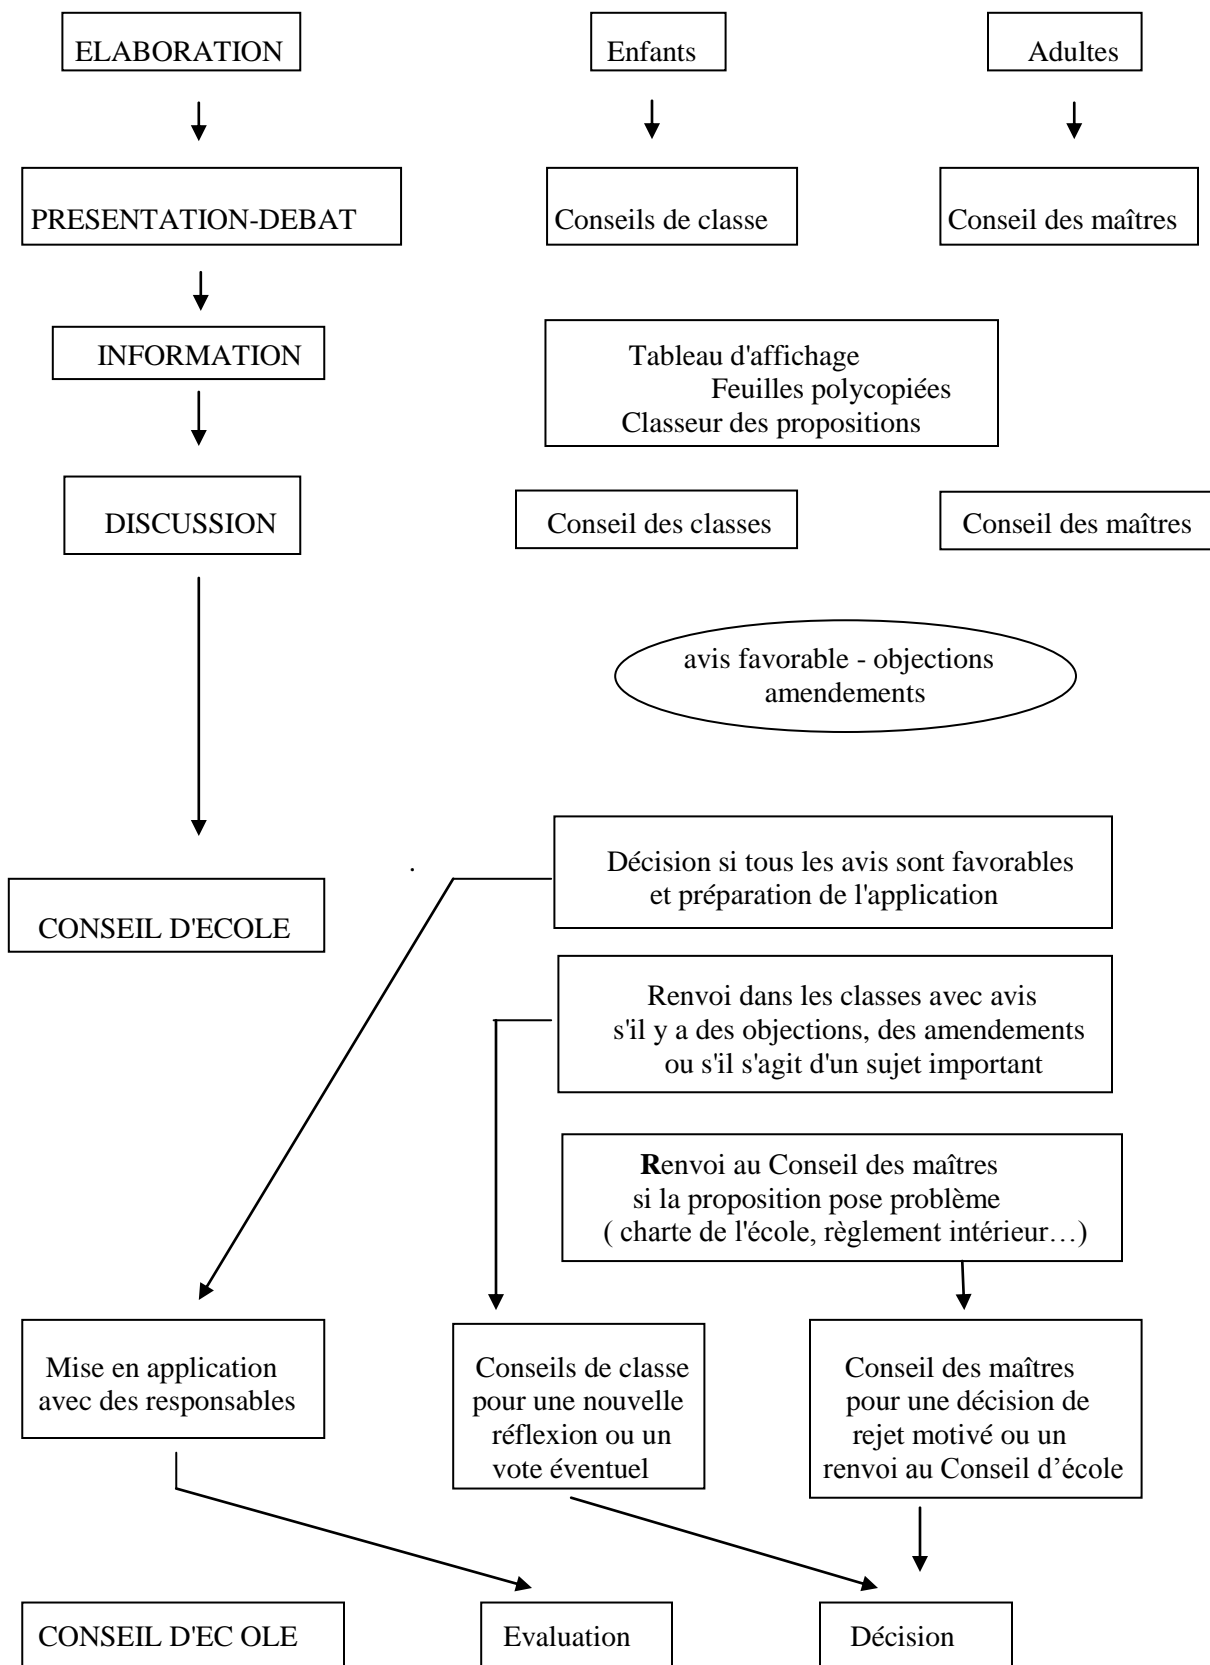 ELABORATION
Enfants
Adultes
PRESENTATION-DEBAT
Conseils de classe
Conseil des maîtres
INFORMATION
Tableau d'affichage
Feuilles polycopiées
Classeur des propositions
DISCUSSION
Conseil des classes
Conseil des maîtres
avis favorable - objections
amendements
.
Décision si tous les avis sont favorables
et préparation de l'application
CONSEIL D'ECOLE
Renvoi dans les classes avec avis
s'il y a des objections, des amendements
ou s'il s'agit d'un sujet important
Renvoi au Conseil des maîtres
si la proposition pose problème
( charte de l'école, règlement intérieur…)
Mise en application
avec des responsables
Conseils de classe
pour une nouvelle
réflexion ou un
vote éventuel
Conseil des maîtres
pour une décision de
rejet motivé ou un
renvoi au Conseil d’école
CONSEIL D'EC OLE
Evaluation
Décision